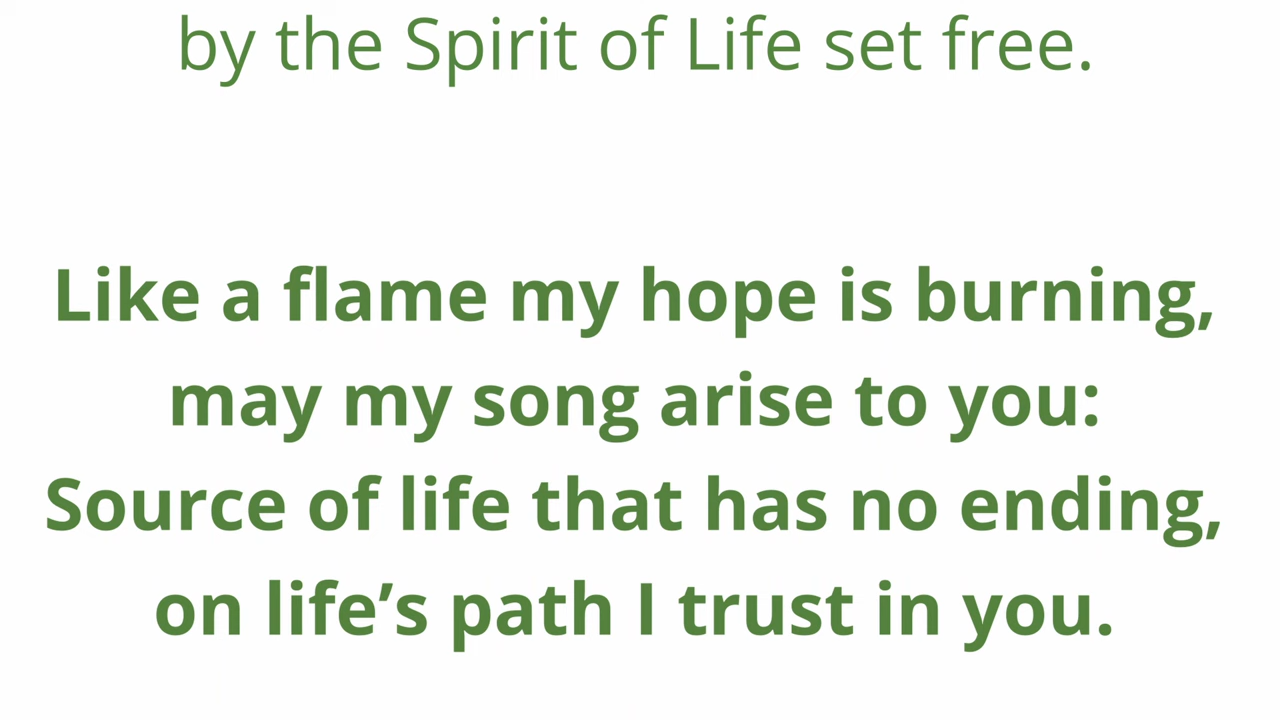 by the Spirit of Life set free.
Like a flame my hope is burning,
may my song arise to you:
Source of life that has no ending,
on life’s path I trust in you.